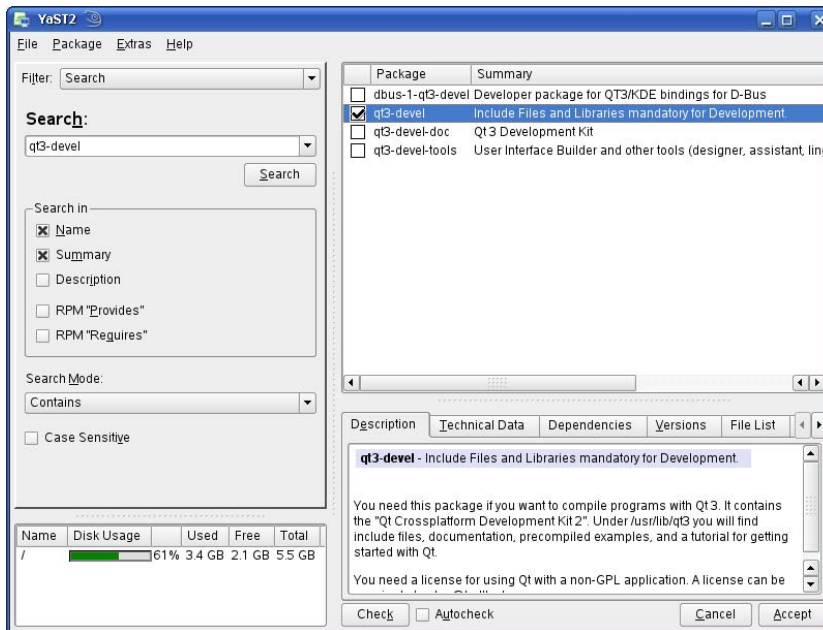 YaST2
File Package Extras Help
Filter: Search
Search:
qt3-devel
Search
Search in
Name
Summary
Description
RPM "Provides"
RPM "Requires"
Search Mode:
Contains
Case Sensitive
Name Disk Usage Used Free Total
/ 61% 3.4 GB 2.1 GB 5.5 GB
Package Summary
dbus-1-qt3-devel Developer package for QT3/KDE bindings for D-Bus
qt3-devel Include Files and Libraries mandatory for Development.
qt3-devel-doc Qt 3 Development Kit
qt3-devel-tools User Interface Builder and other tools (designer, assistant,
Description Technical Data Dependencies Versions File List
qt3-devel - Include Files and Libraries mandatory for Development.
You need this package if you want to compile programs with Qt 3. It contains
the "Qt Crossplatform Development Kit 2". Under /usr/lib/qt3 you will find
include files, documentation, precompiled examples, and a tutorial for getting
started with Qt.
You need a license for using Qt with a non-GPL application. A license can be
Check Autocheck Cancel Accept